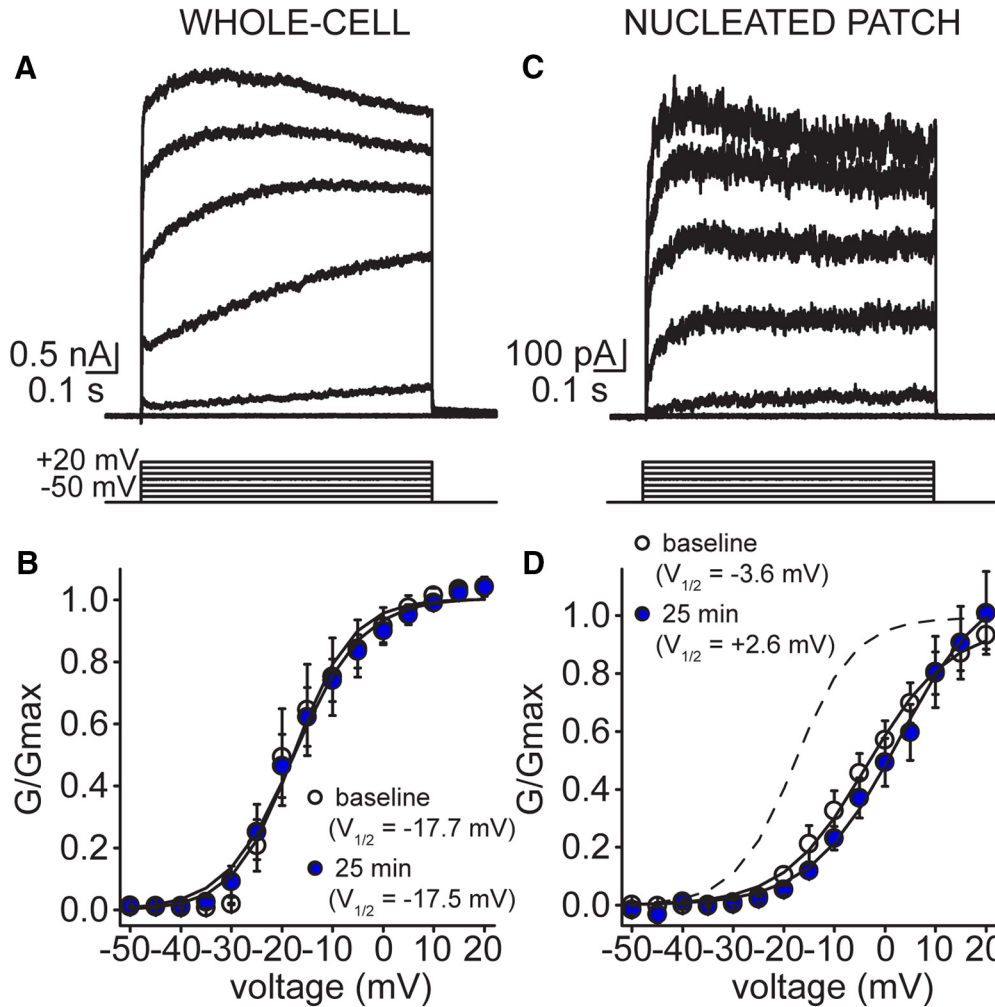 WHOLE-CELL
NUCLEATED PATCH
A
0.5 nA
0.1 s
+20 mV
-50 mV
C
100 pA
0.1 s
B
G/Gmax
1.0
0.8
0.6
0.4
0.2
0.0
baseline
(V1/2 = -17.7 mV)
25 min
(V1/2 = -17.5 mV)
-50 -40 -30 -20 -10 0 10 20
voltage (mV)
D
baseline
(V1/2 = -3.6 mV)
25 min
(V1/2 = +2.6 mV)
G/Gmax
1.0
0.8
0.6
0.4
0.2
0.0
-50 -40 -30 -20 -10 0 10 20
voltage (mV)